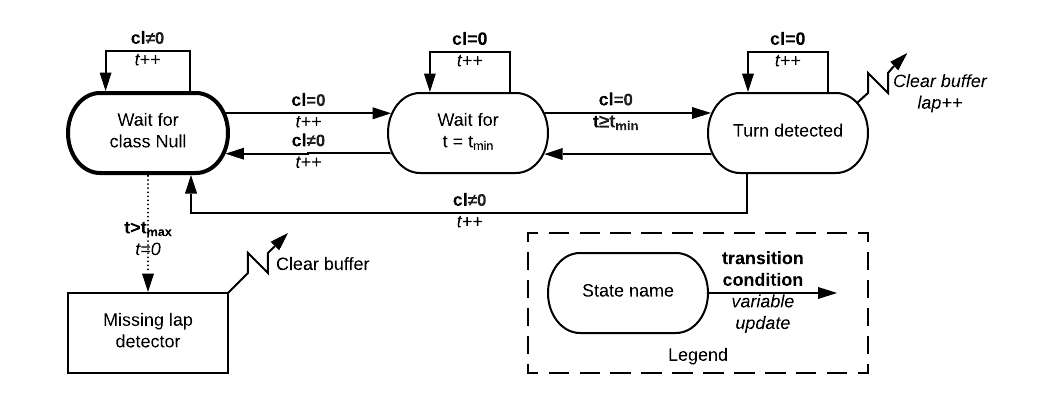 cl≠0
t++
cl=0
t++
cl=0
t++
Clear buffer
lap++
Wait for
class Null
cl=0
t++
cl≠0
t++
Wait for
t = tmin
cl=0
t≥tmin
Turn detected
cl≠0
t++
t>tmax
t=0
Clear buffer
Missing lap
detector
State name
transition
condition
variable
update
Legend